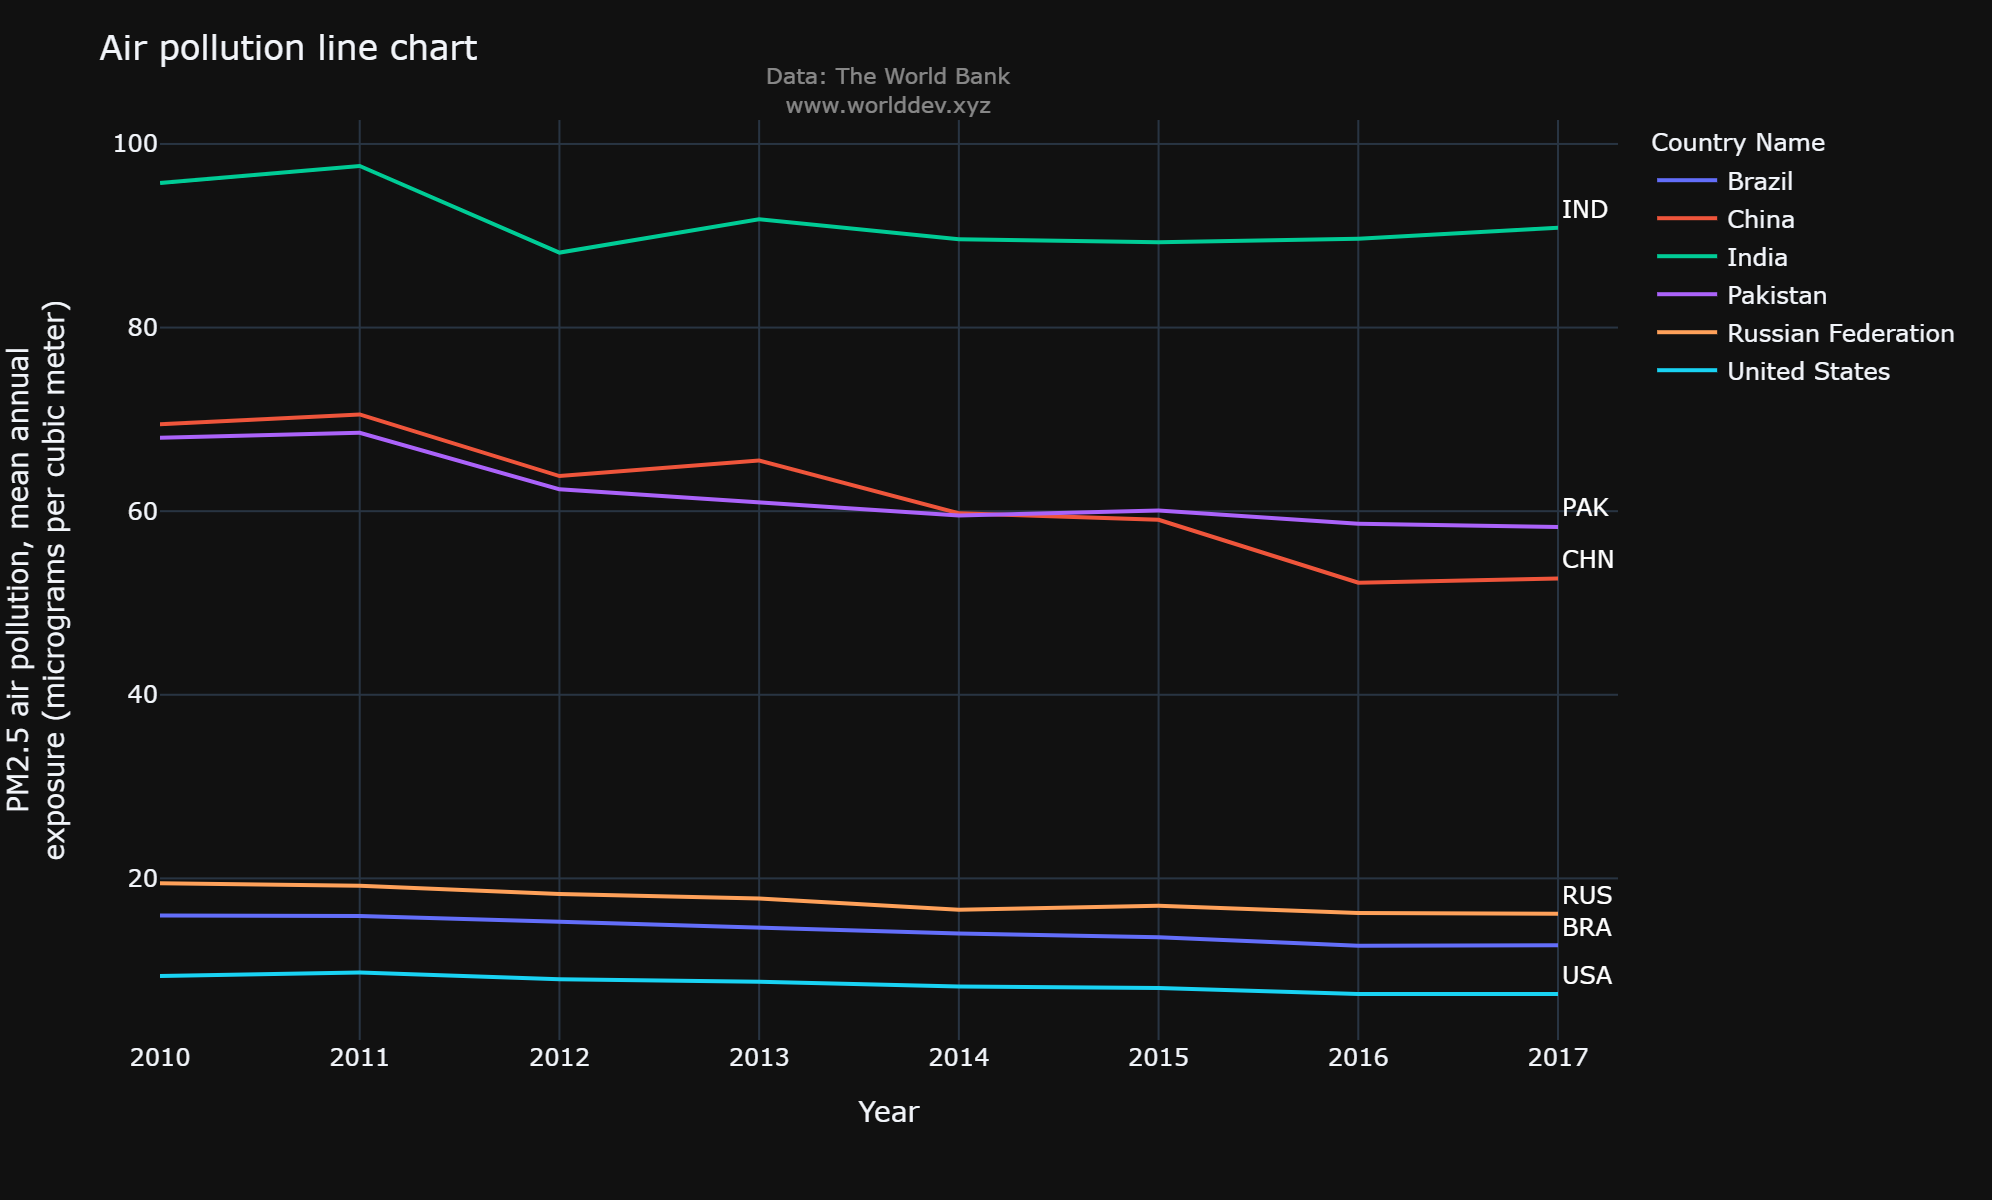 Air pollution line chart
Data: The World Bank
www.worlddev.xyz
PM2.5 air pollution, mean annual
exposure (micrograms per cubic meter)
100
80
60
40
20
2010
2011
2012
2013
2014
2015
2016
2017
Year
IND
PAK
CHN
RUS
BRA
USA
Country Name
Brazil
China
India
Pakistan
Russian Federation
United States